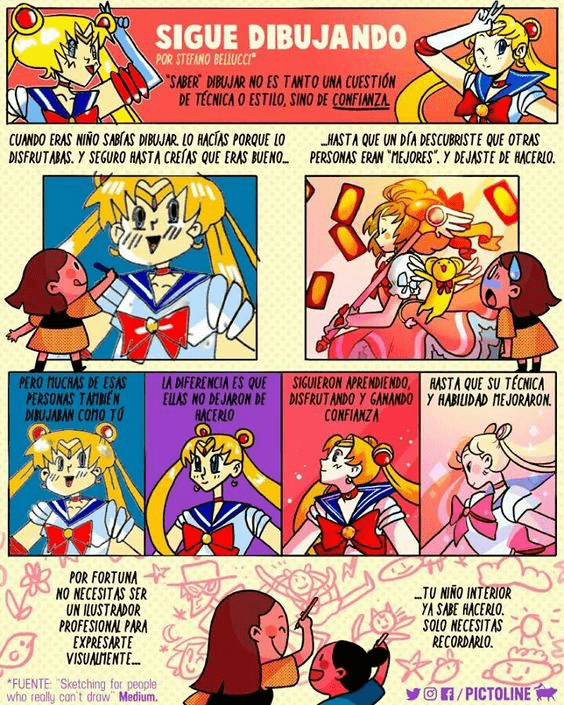 SIGUE DIBUJANDO
POR STEFANO BELLUCCI*
"SABER" DIBUJAR NO ES TANTO UNA CUESTIÓN
DE TÉCNICA O ESTILO, SINO DE CONFIANZA.
CUANDO ERAS NIÑO SABÍAS DIBUJAR. LO HACÍAS PORQUE LO
DISFRUTABAS. Y SEGURO HASTA CREÍAS QUE ERAS BUENO...
...HASTA QUE UN DÍA DESCUBRISTE QUE OTRAS
PERSONAS ERAN "MEJORES". Y DEJASTE DE HACERLO.
PERO MUCHAS DE ESAS
PERSONAS TAMBIÉN
DIBUJABAN COMO TÚ
LA DIFERENCIA ES QUE
ELLAS NO DEJARON DE
HACERLO
SIGUIERON APRENDIENDO,
DISFRUTANDO Y GANANDO
CONFIANZA
HASTA QUE SU TÉCNICA
Y HABILIDAD MEJORARON.
POR FORTUNA
NO NECESITAS SER
UN ILUSTRADOR
PROFESIONAL PARA
EXPRESARTE
VISUALMENTE...
...TU NIÑO INTERIOR
YA SABE HACERLO.
SOLO NECESITAS
RECORDARLO.
*FUENTE: "Sketching for people
who really can't draw" Medium.
/ PICTOLINE